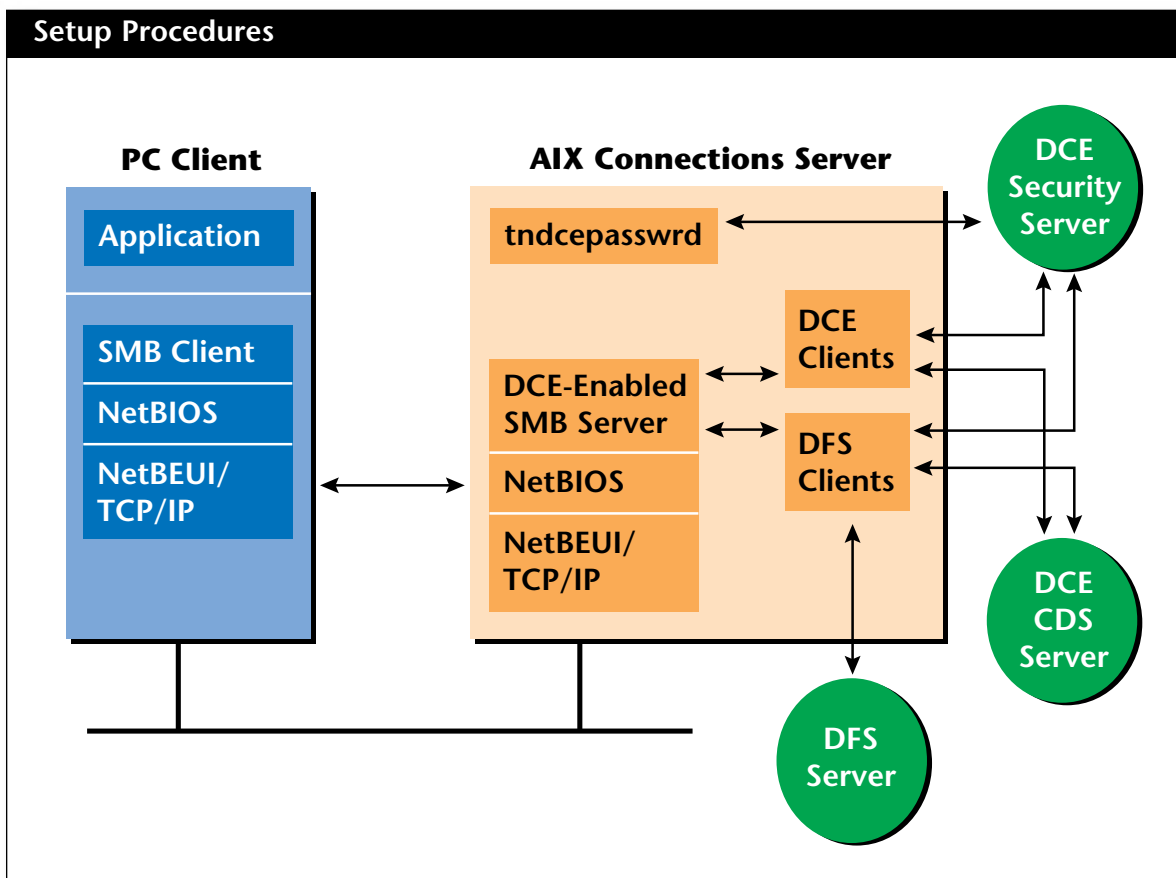 Setup Procedures
PC Client
Application
SMB Client
NetBIOS
NetBEUI/
TCP/IP
AIX Connections Server
tndcepasswrd
DCE
Clients
DCE-Enabled
SMB Server
DFS
Clients
NetBIOS
NetBEUI/
TCP/IP
DCE
Security
Server
DCE
CDS
Server
DFS
Server